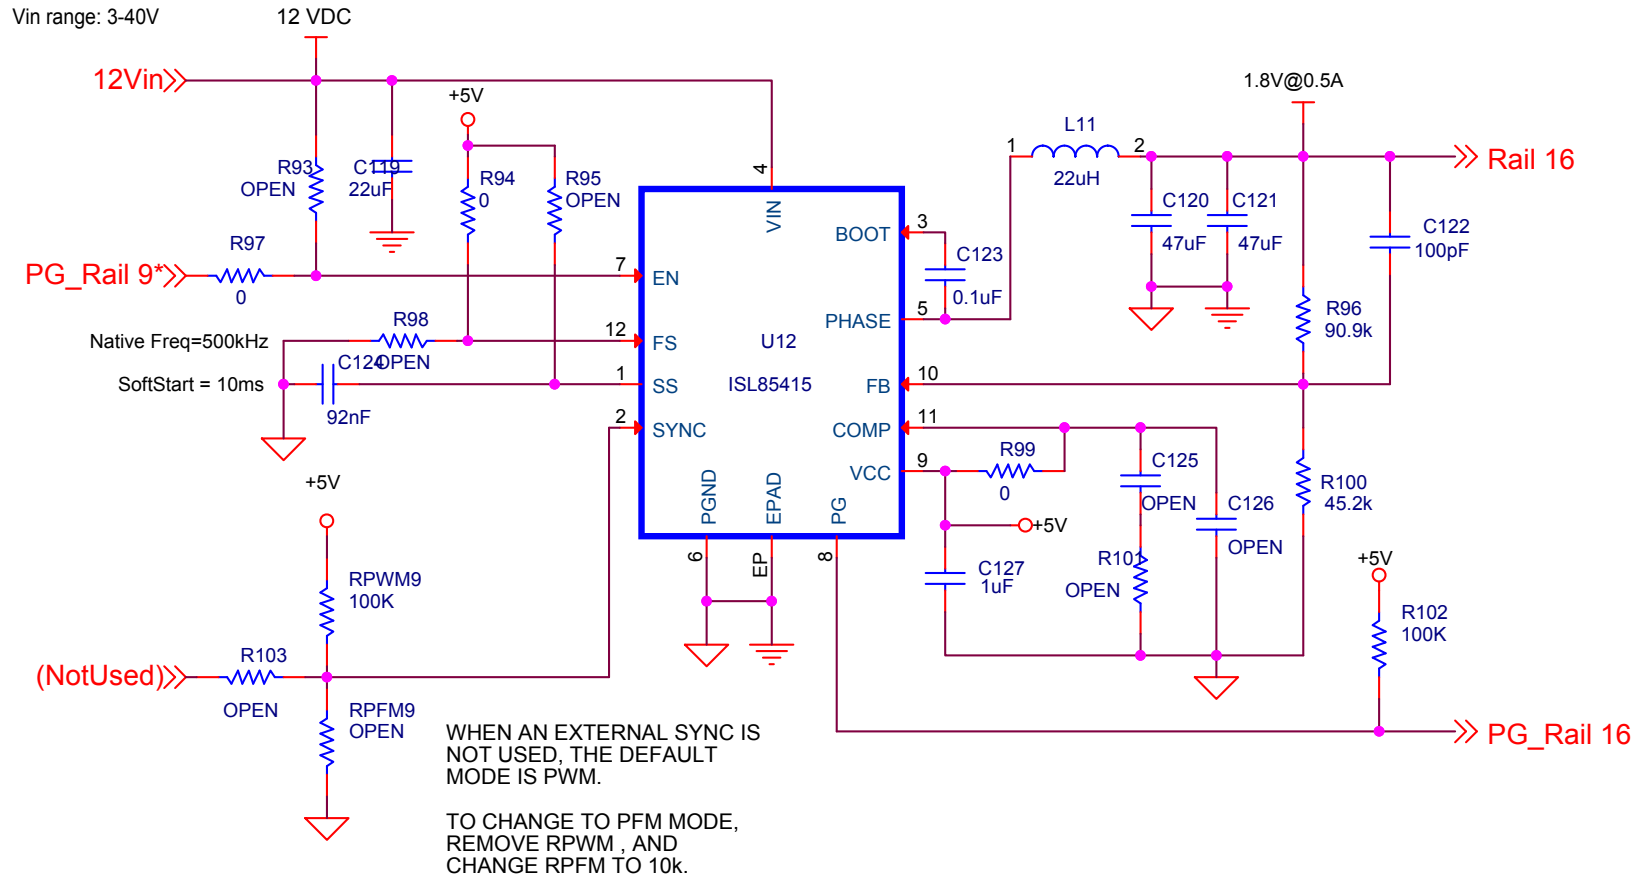 Vin range: 3-40V
12 VDC
12Vin
+5V
1.8V@0.5A
L11
1
2
22uH
Rail 16
R93
OPEN
C119
22uF
R94
0
R95
OPEN
4
VIN
C120
47uF
C121
47uF
C122
100pF
R97
0
PG_Rail 9*
7
EN
BOOT
3
C123
0.1uF
PHASE
5
R96
90.9k
Native Freq=500kHz
R98
OPEN
12
FS
U12
SoftStart = 10ms
C124
92nF
1
SS
ISL85415
FB
10
2
SYNC
COMP
11
VCC
9
R99
0
C125
OPEN
C126
OPEN
R100
45.2k
+5V
PGND
EPAD
PG
6
EP
8
+5V
C127
1uF
R101
OPEN
+5V
R102
100K
RPWM9
100K
(NotUsed)
R103
OPEN
RPFM9
OPEN
PG_Rail 16
WHEN AN EXTERNAL SYNC IS
NOT USED, THE DEFAULT
MODE IS PWM.
TO CHANGE TO PFM MODE,
REMOVE RPWM , AND
CHANGE RPFM TO 10k.